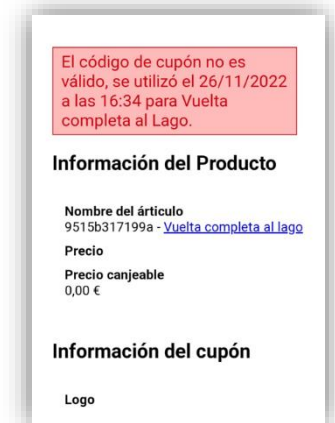 El código de cupón no es
válido, se utilizó el 26/11/2022
a las 16:34 para Vuelta
completa al Lago.
Información del Producto
Nombre del árticulo
9515b317199a - Vuelta completa al lago
Precio
Precio canjeable
0,00 €
Información del cupón
Logo